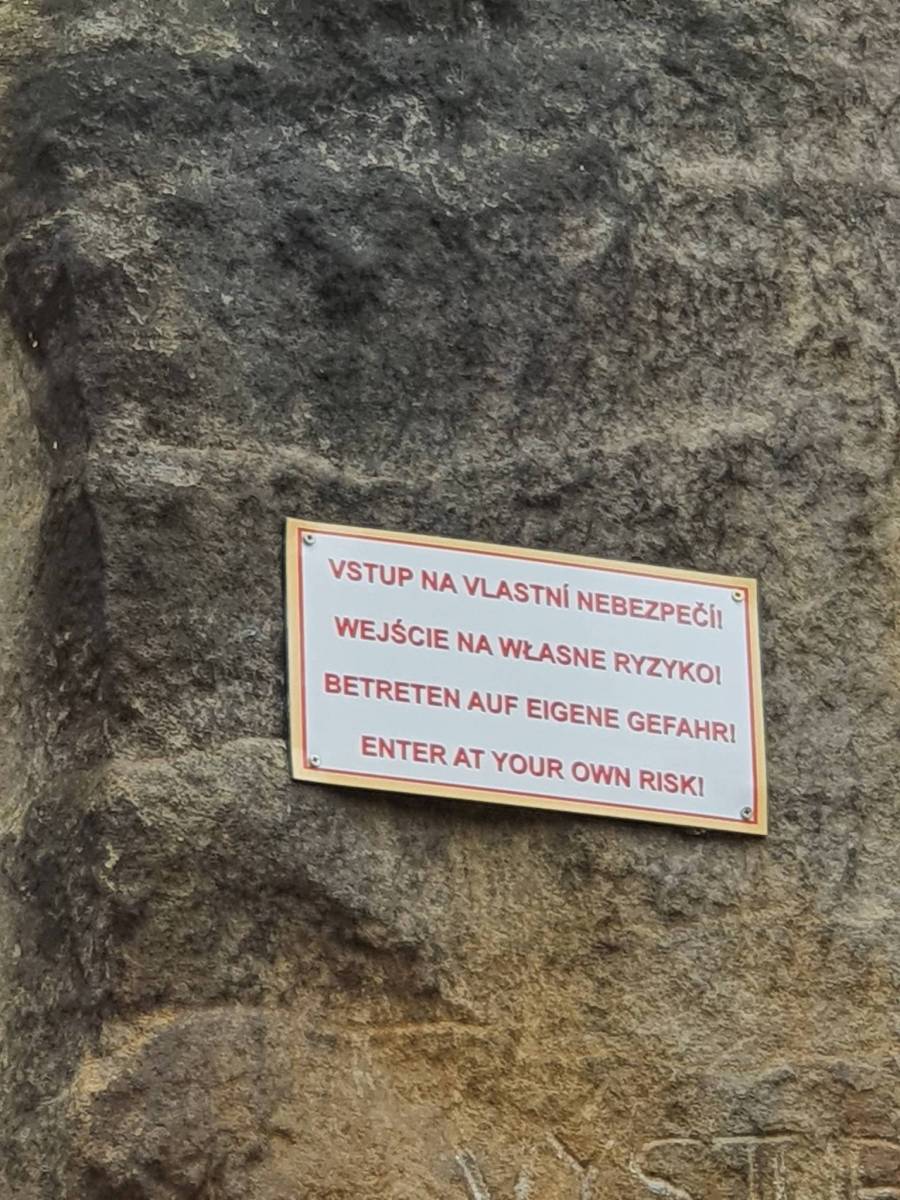 VSTUP NA VLASTNÍ NEBEZPEČÍ!
WEJŚCIE NA WŁASNE RYZYKO!
BETRETEN AUF EIGENE GEFAHR!
ENTER AT YOUR OWN RISK!